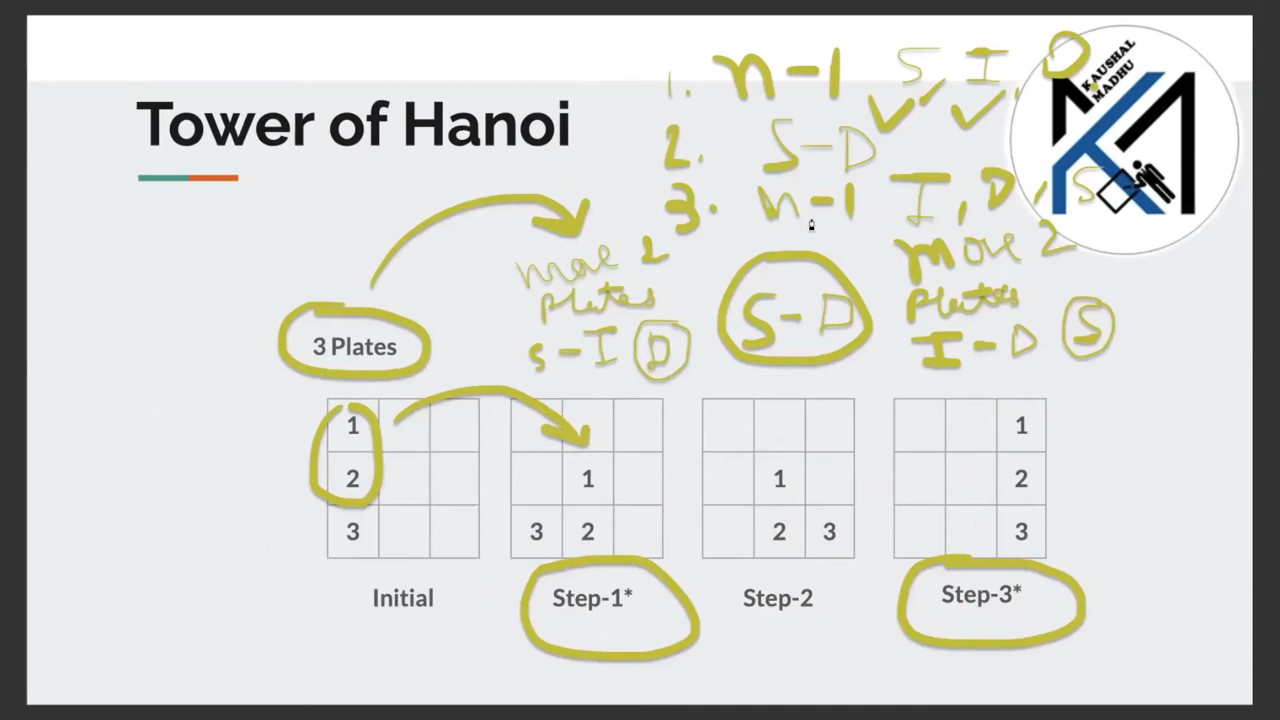 Tower of Hanoi
1. n-1 S, I, D
2. S-D
3. n-1 I, D, S
KAUSHAL
MADHU
move 2
plates
S-I D
S-D
move 2
plates
I-D S
3 Plates
1
2
3
Initial
1
3 2
Step-1*
1
2 3
Step-2
1
2
3
Step-3*